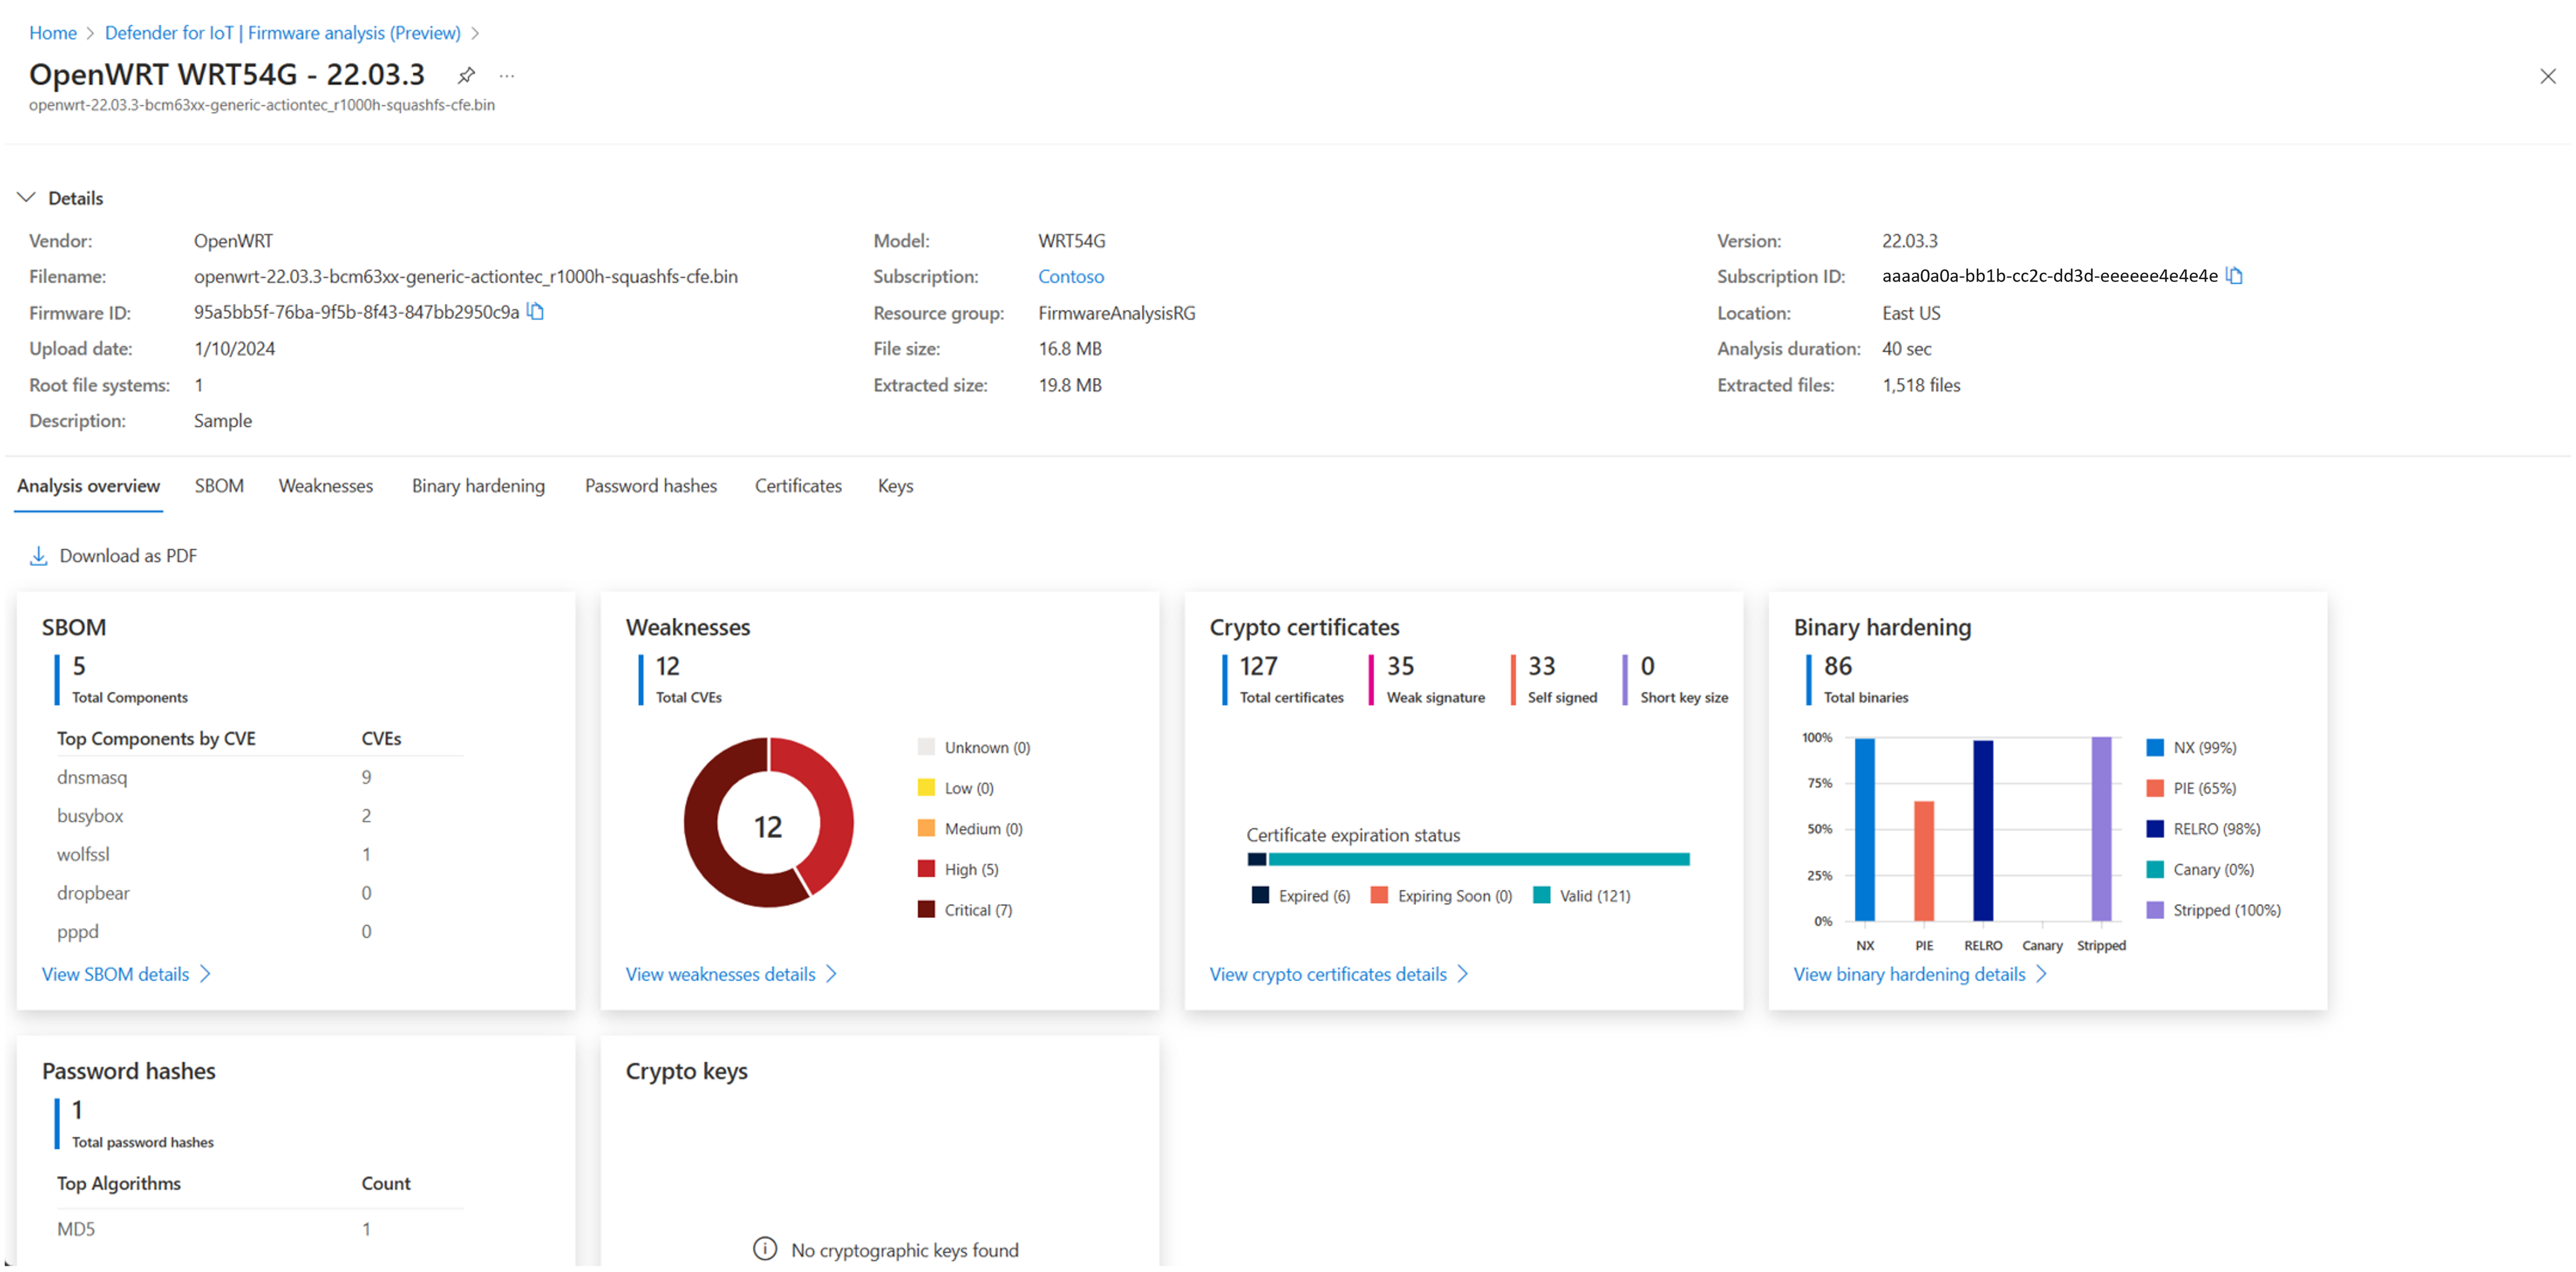 Home > Defender for IoT | Firmware analysis (Preview) >
OpenWRT WRT54G - 22.03.3 ...
openwrt-22.03.3-bcm63xx-generic-actiontec_r1000h-squashfs-cfe.bin
Details
Vendor: OpenWRT
Filename: openwrt-22.03.3-bcm63xx-generic-actiontec_r1000h-squashfs-cfe.bin
Firmware ID: 95a5bb5f-76ba-9f5b-8f43-847bb2950c9a
Upload date: 1/10/2024
Root file systems: 1
Description: Sample
Model: WRT54G
Subscription: Contoso
Resource group: FirmwareAnalysisRG
File size: 16.8 MB
Extracted size: 19.8 MB
Version: 22.03.3
Subscription ID: aaaa0a0a-bb1b-cc2c-dd3d-eeeeee4e4e4e
Location: East US
Analysis duration: 40 sec
Extracted files: 1,518 files
Analysis overview SBOM Weaknesses Binary hardening Password hashes Certificates Keys
Download as PDF
SBOM
5
Total Components
Top Components by CVE CVEs
dnsmasq 9
busybox 2
wolfssl 1
dropbear 0
pppd 0
View SBOM details >
Weaknesses
12
Total CVEs
12
Unknown (0)
Low (0)
Medium (0)
High (5)
Critical (7)
View weaknesses details >
Crypto certificates
127 35 33 0
Total certificates Weak signature Self signed Short key size
Certificate expiration status
Expired (6) Expiring Soon (0) Valid (121)
View crypto certificates details >
Binary hardening
86
Total binaries
100%
75%
50%
25%
0%
NX PIE RELRO Canary Stripped
NX (99%)
PIE (65%)
RELRO (98%)
Canary (0%)
Stripped (100%)
View binary hardening details >
Password hashes
1
Total password hashes
Top Algorithms Count
MD5 1
Crypto keys
No cryptographic keys found